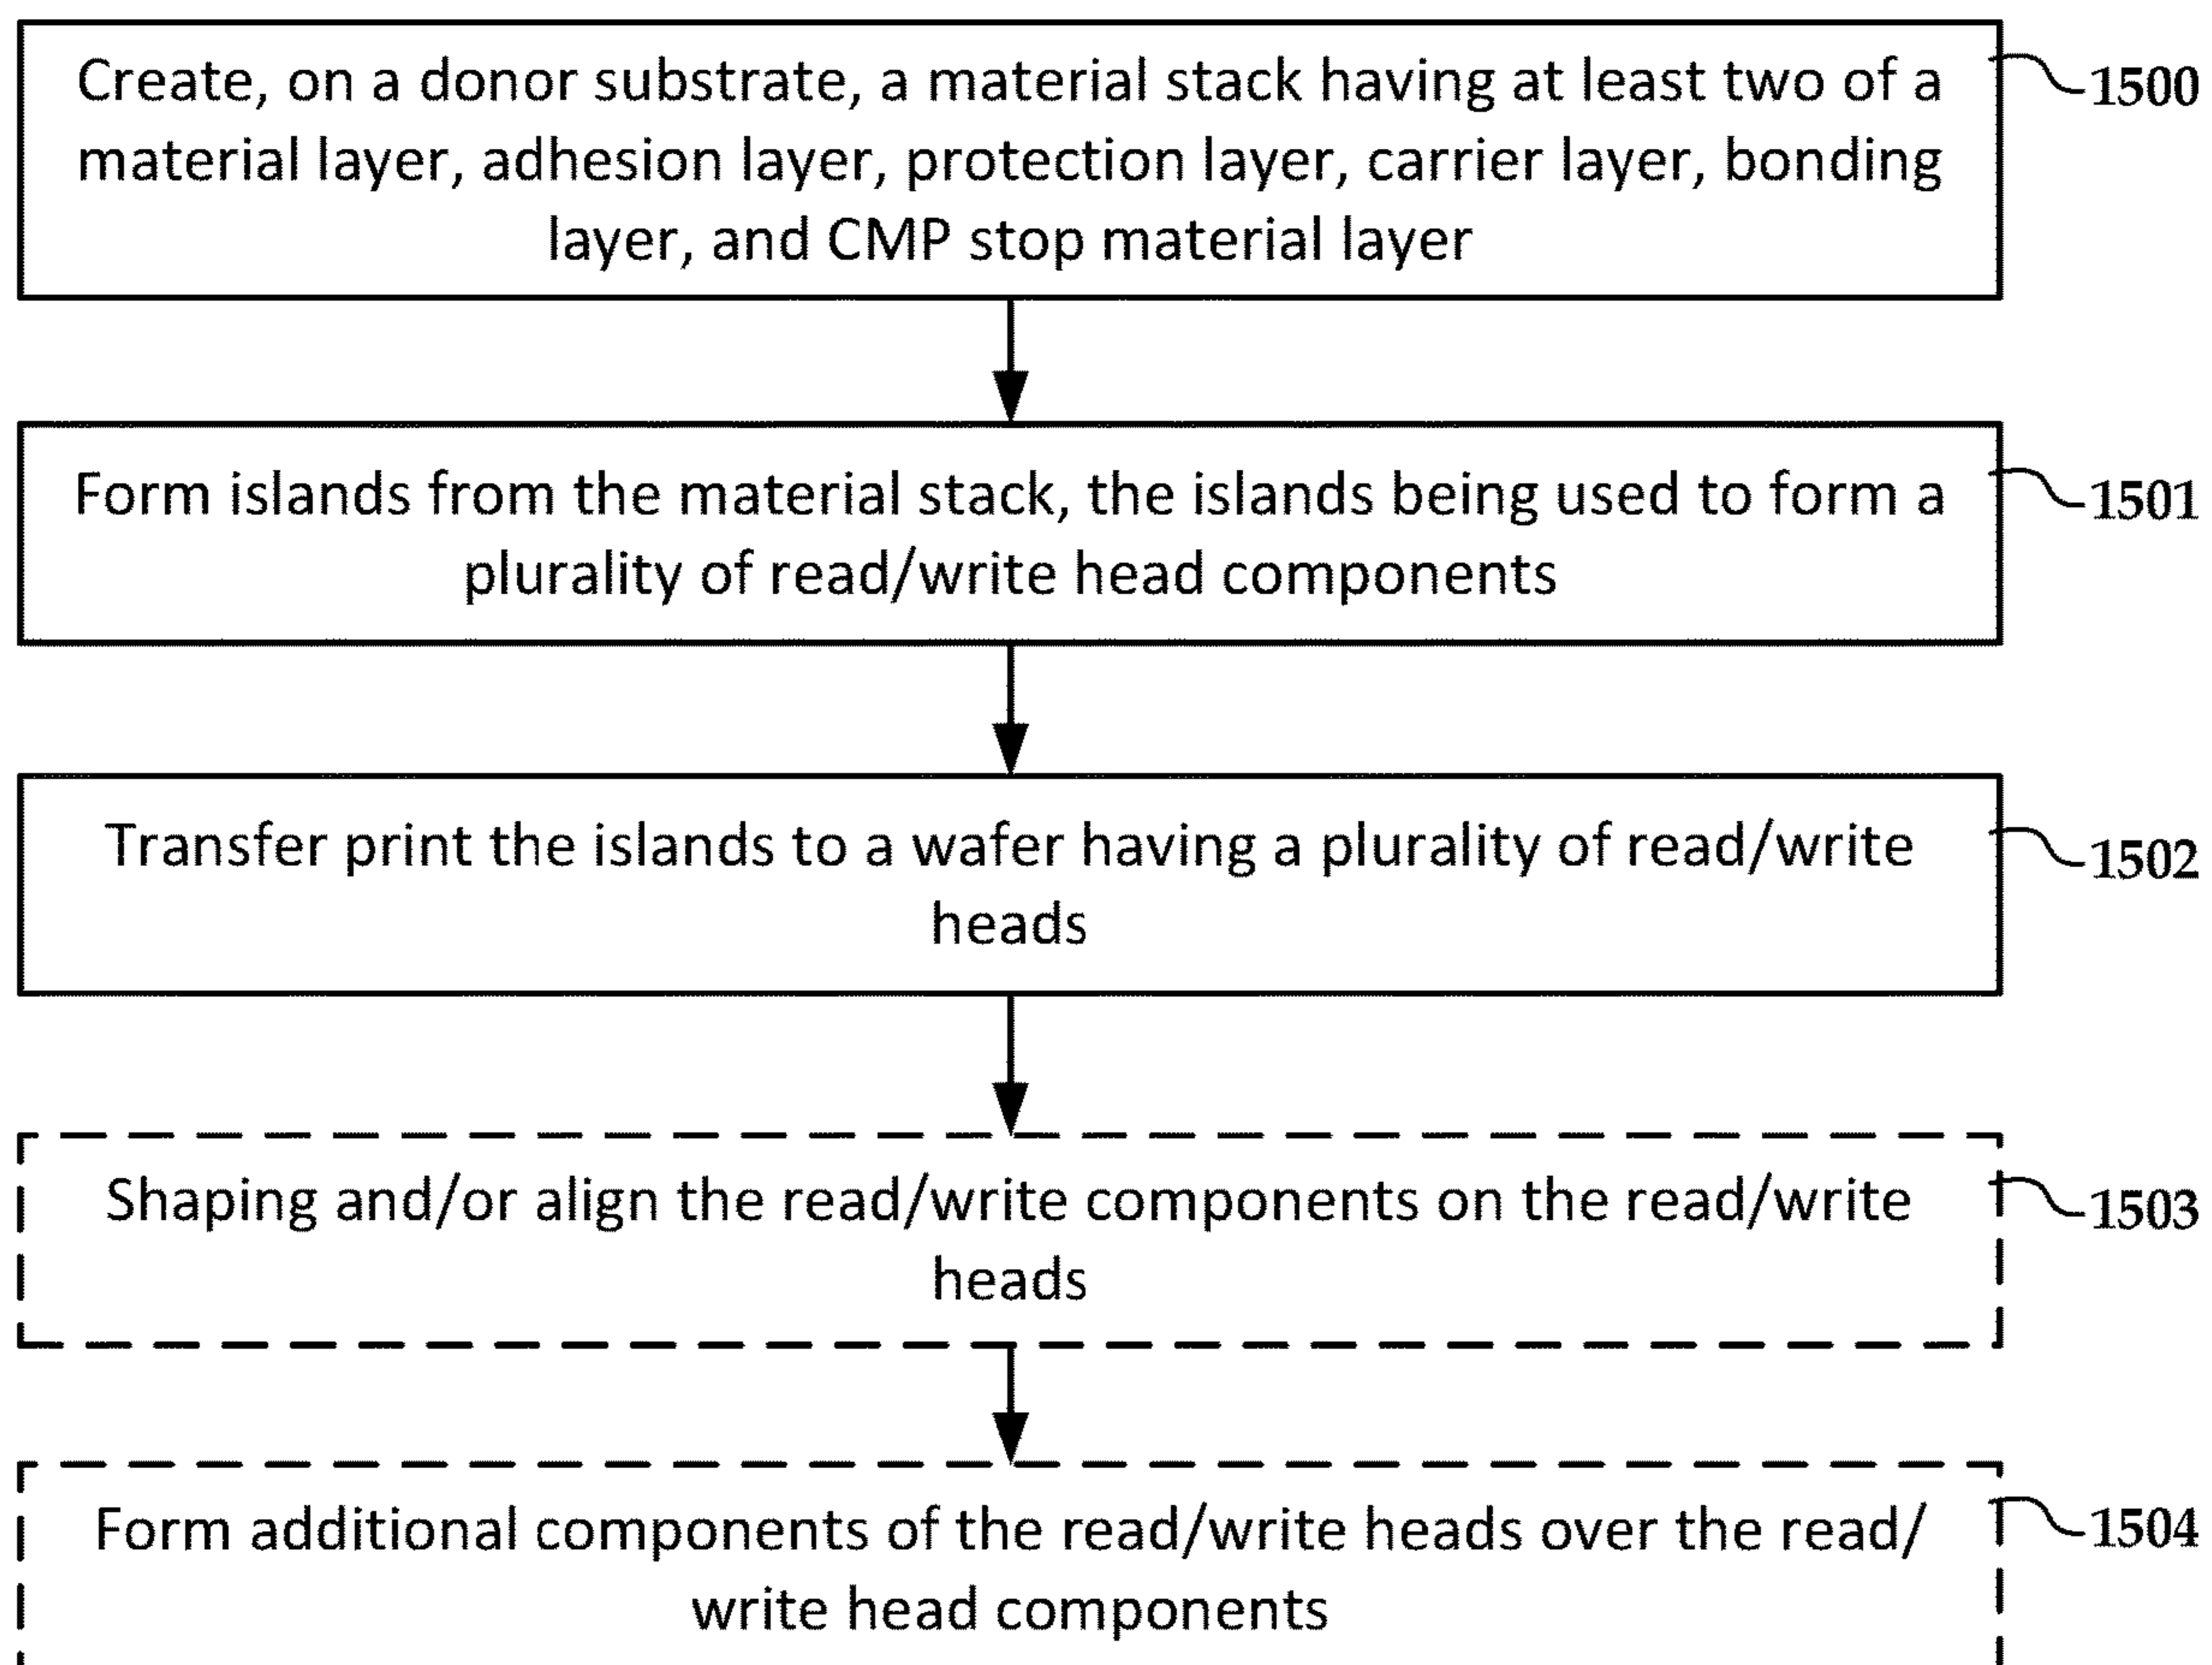 Create, on a donor substrate, a material stack having at least two of a
material layer, adhesion layer, protection layer, carrier layer, bonding
layer, and CMP stop material layer
1500
Form islands from the material stack, the islands being used to form a
plurality of read/write head components
1501
Transfer print the islands to a wafer having a plurality of read/write
heads
1502
Shaping and/or align the read/write components on the read/write
heads
1503
Form additional components of the read/write heads over the read/
write head components
1504